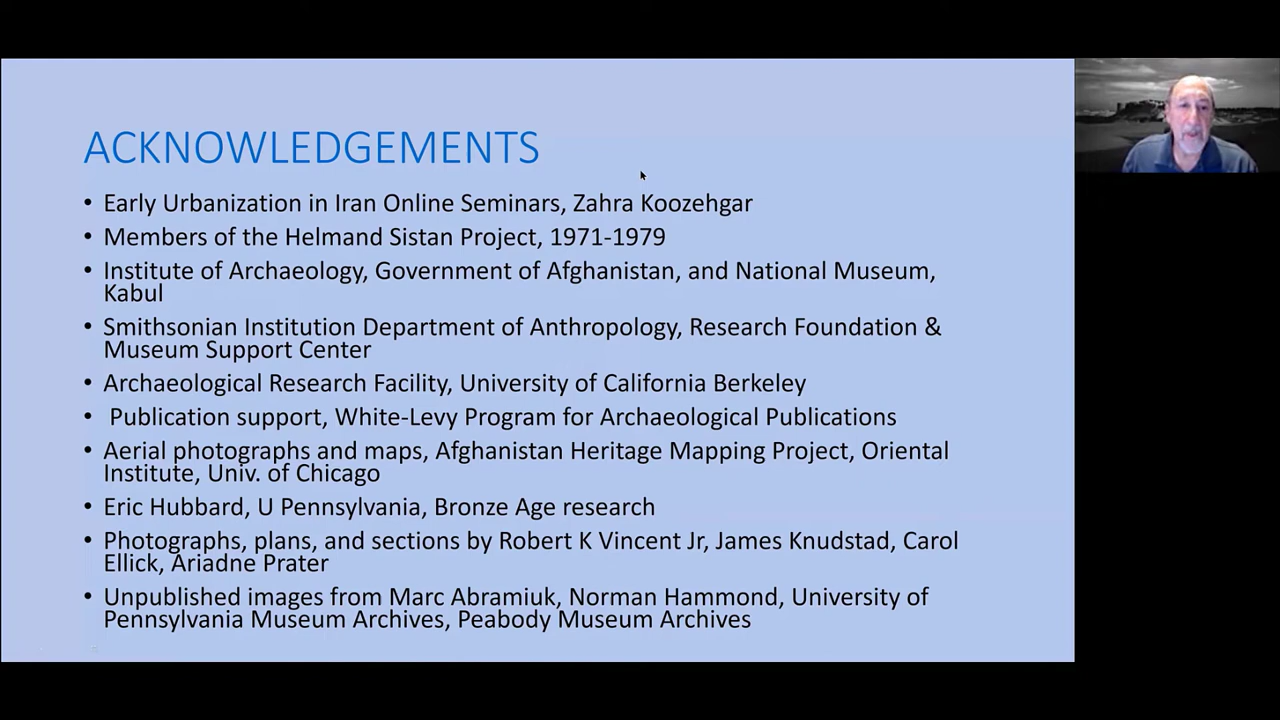 ACKNOWLEDGEMENTS
• Early Urbanization in Iran Online Seminars, Zahra Koozehgar
• Members of the Helmand Sistan Project, 1971-1979
• Institute of Archaeology, Government of Afghanistan, and National Museum,
Kabul
• Smithsonian Institution Department of Anthropology, Research Foundation &
Museum Support Center
• Archaeological Research Facility, University of California Berkeley
• Publication support, White-Levy Program for Archaeological Publications
• Aerial photographs and maps, Afghanistan Heritage Mapping Project, Oriental
Institute, Univ. of Chicago
• Eric Hubbard, U Pennsylvania, Bronze Age research
• Photographs, plans, and sections by Robert K Vincent Jr, James Knudstad, Carol
Ellick, Ariadne Prater
• Unpublished images from Marc Abramiuk, Norman Hammond, University of
Pennsylvania Museum Archives, Peabody Museum Archives